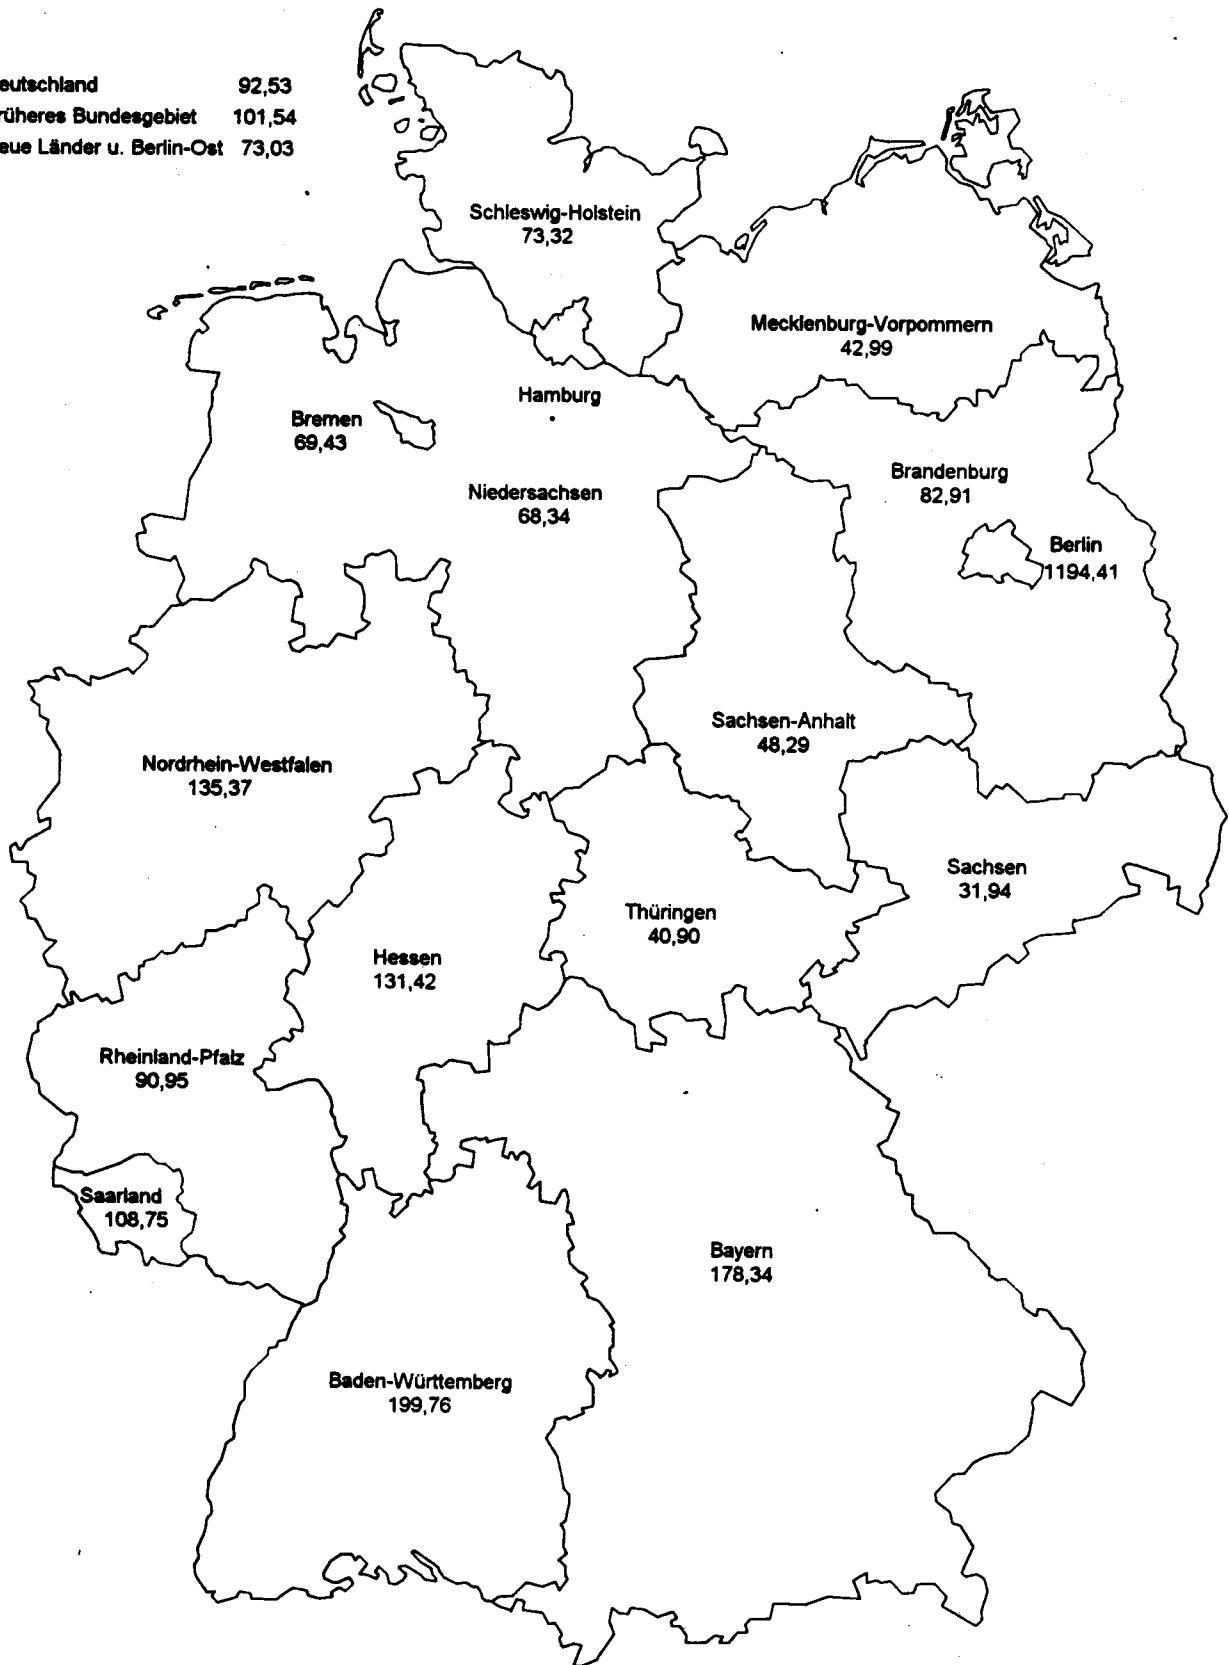 eutschland 92,53
rüheres Bundesgebiet 101,54
eue Länder u. Berlin-Ost 73,03
Schleswig-Holstein
73,32
Mecklenburg-Vorpommern
42,99
Hamburg
Bremen
69,43
Brandenburg
82,91
Niedersachsen
68,34
Berlin
1194,41
Sachsen-Anhalt
48,29
Nordrhein-Westfalen
135,37
Sachsen
31,94
Thüringen
40,90
Hessen
131,42
Rheinland-Pfalz
90,95
Saarland
108,75
Bayern
178,34
Baden-Württemberg
199,76